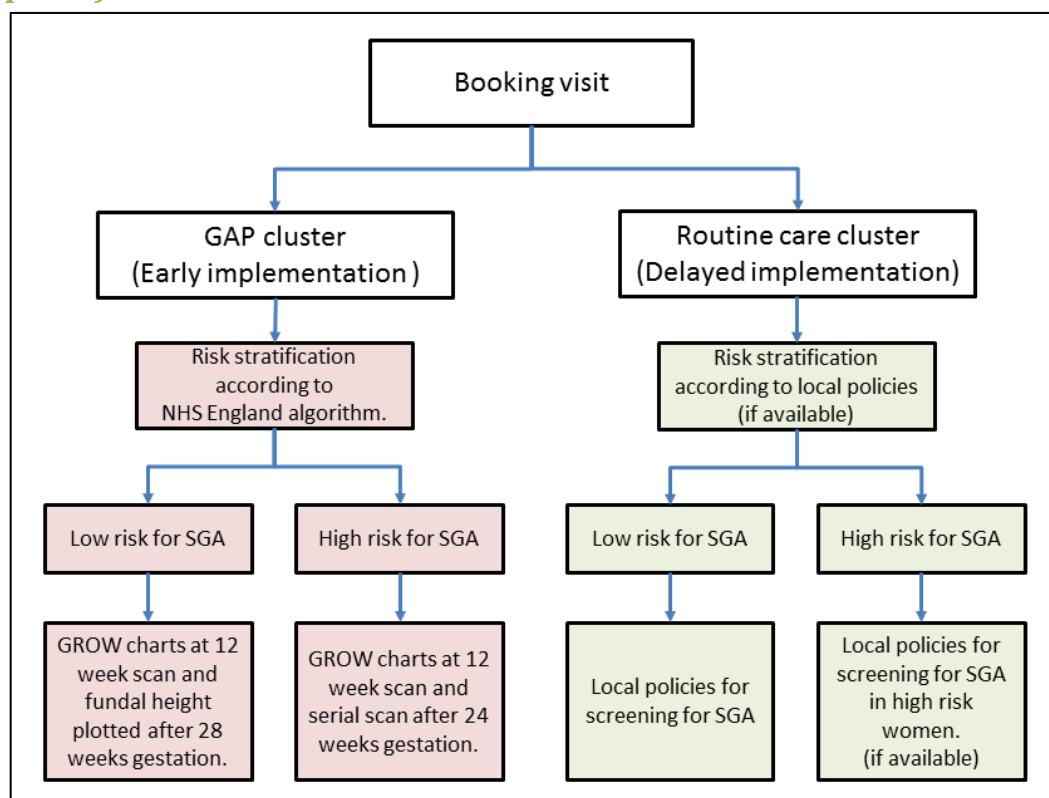 Booking visit
GAP cluster
(Early implementation )
Routine care cluster
(Delayed implementation)
Risk stratification
according to
NHS England algorithm.
Risk stratification
according to local policies
(if available)
Low risk for SGA
High risk for SGA
Low risk for SGA
High risk for SGA
GROW charts at 12
week scan and
fundal height
plotted after 28
weeks gestation.
GROW charts at 12
week scan and
serial scan after 24
weeks gestation.
Local policies for
screening for SGA
Local policies for
screening for SGA
in high risk
women.
(if available)